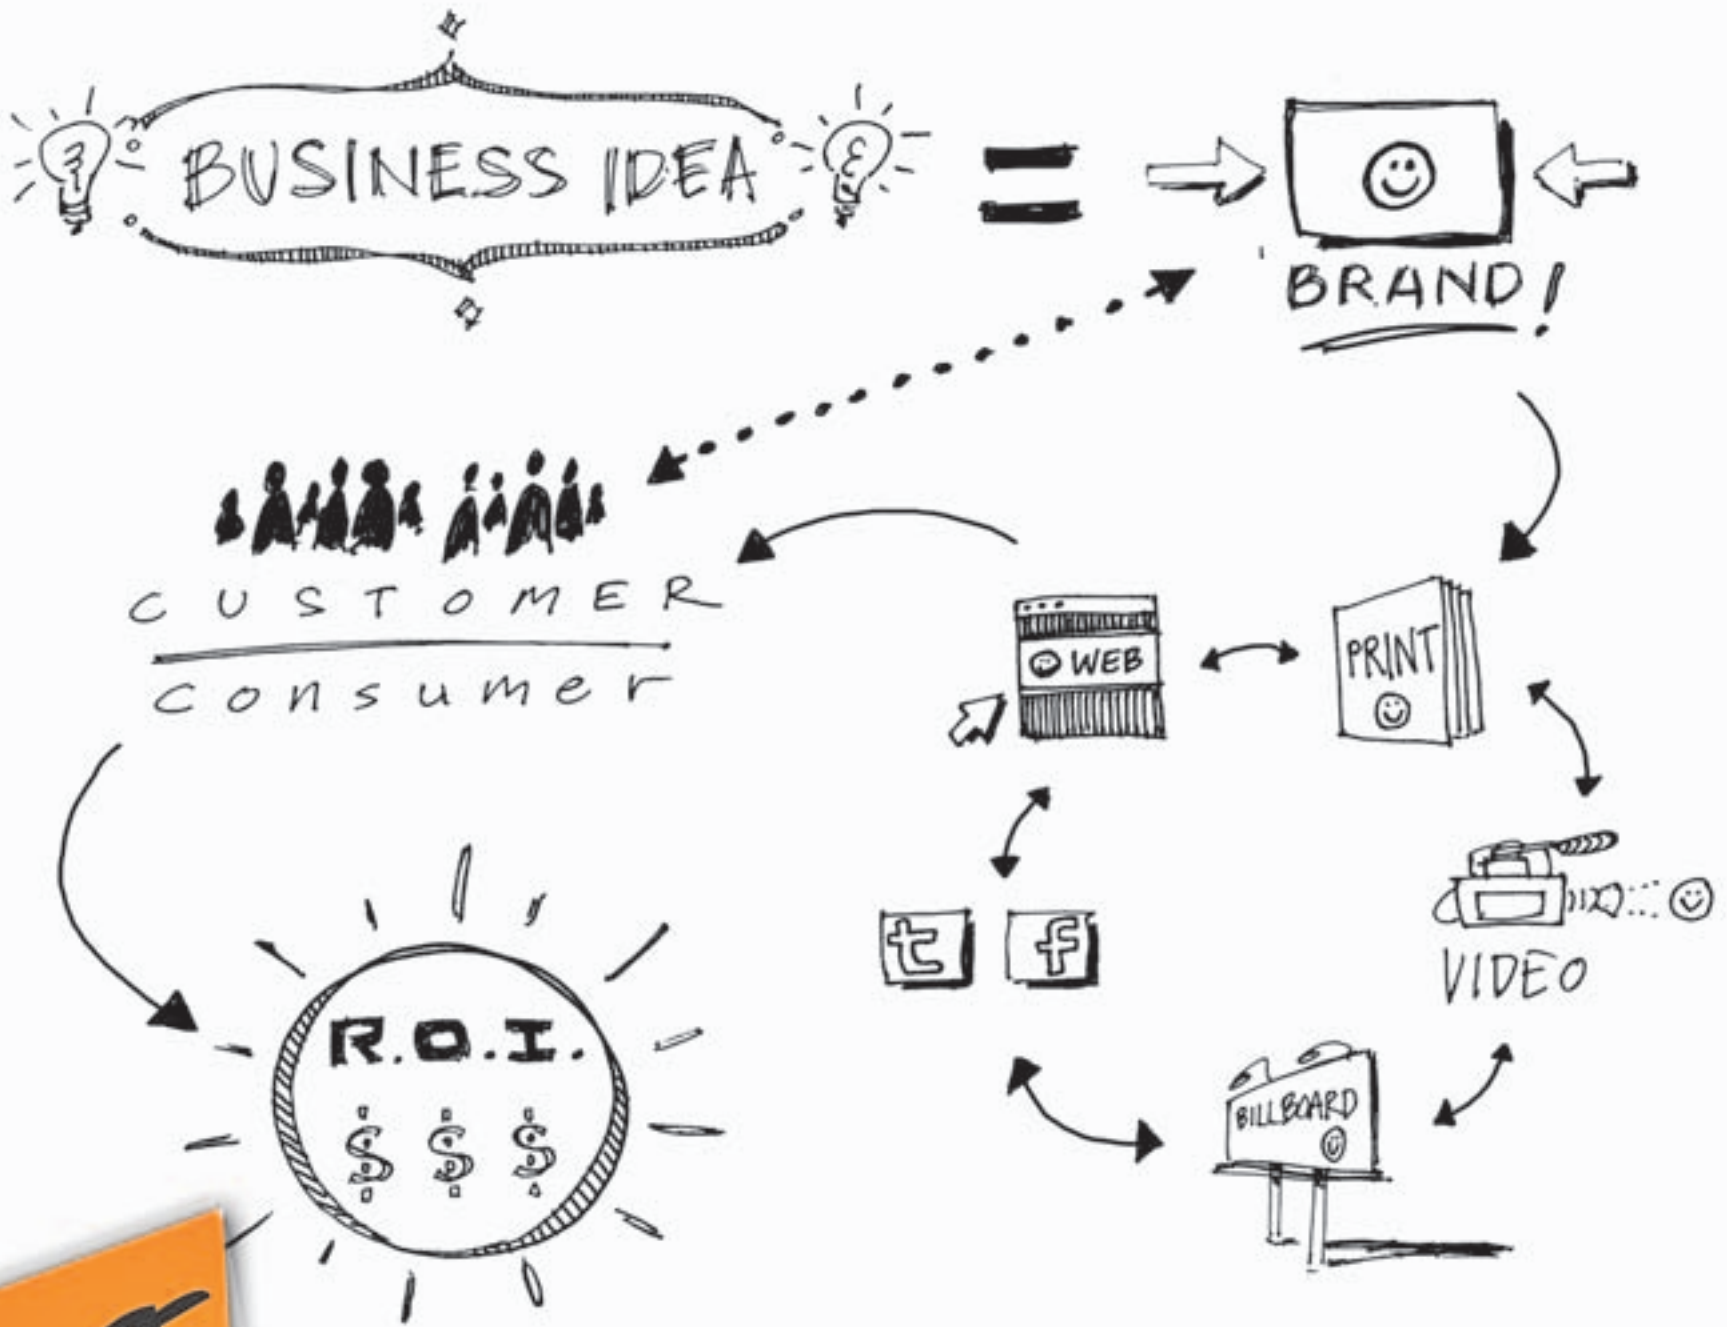 BUSINESS IDEA =
BRAND!
CUSTOMER
consumer
WEB
PRINT
t f
VIDEO
R.O.I.
$ $ $
BILLBOARD